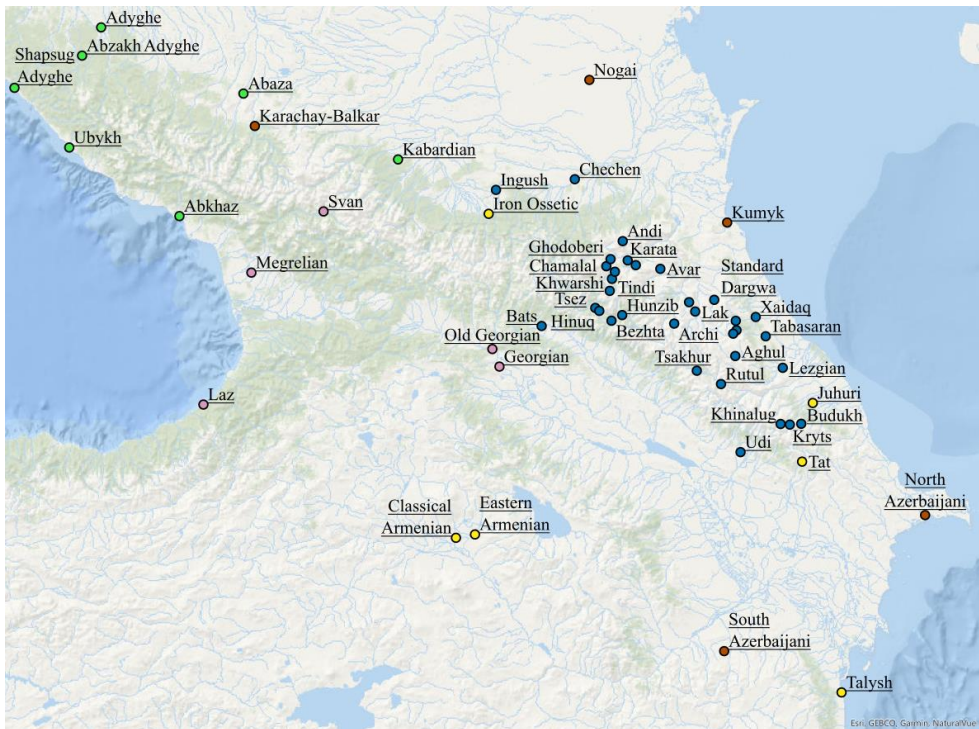 Adyghe
Abzakh Adyghe
Shapsug
Adyghe
Abaza
Nogai
Karachay-Balkar
Ubykh
Kabardian
Chechen
Ingush
Iron Ossetic
Svan
Abkhaz
Kumyk
Andi
Ghodoberi
Karata
Chamalal
Avar
Megrelian
Standard
Dargwa
Khwarshi
Tindi
Tsez
Hunzib
Lak
Xaidaq
Bats
Hinuq
Bezhta
Archi
Tabasaran
Old Georgian
Georgian
Tsakhur
Aghul
Rutul
Lezgian
Laz
Juhuri
Khinalug
Budukh
Kryts
Udi
Tat
North
Azerbaijani
Classical
Armenian
Eastern
Armenian
South
Azerbaijani
Talysh
Esri, GEBCO, Garmin, NaturalVue